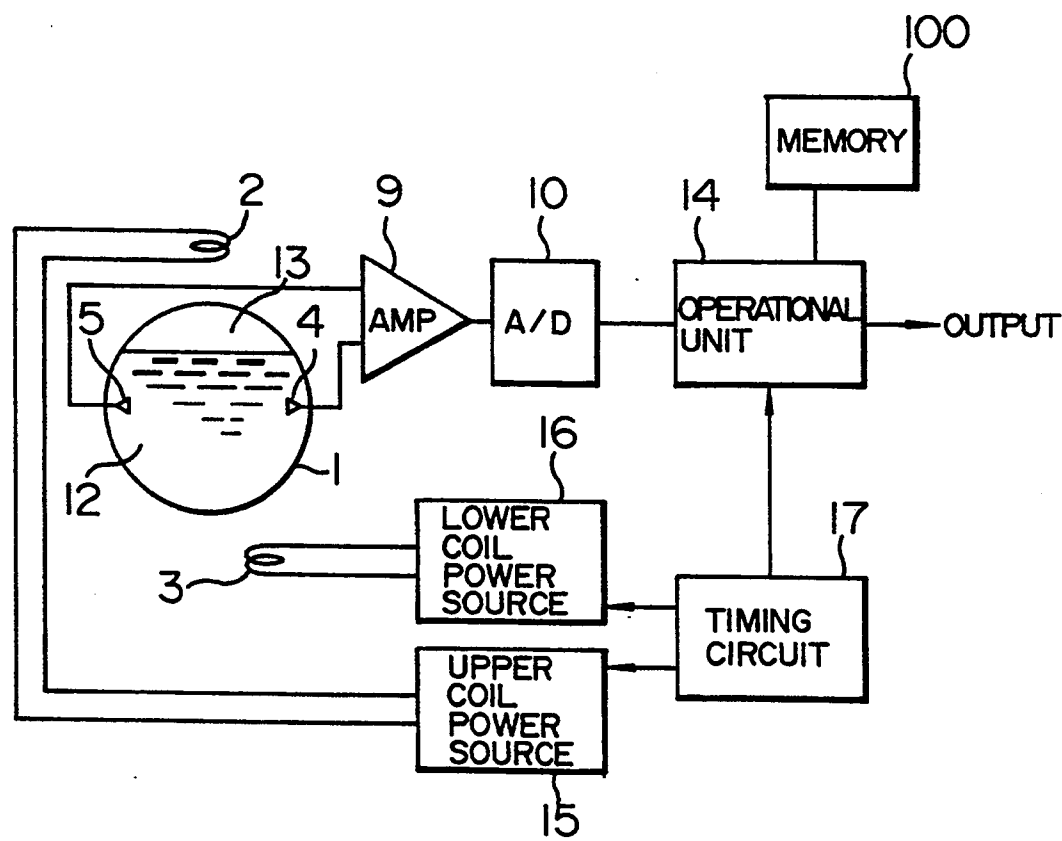 100
MEMORY
2
9
10
14
13
5
4
AMP
A/D
OPERATIONAL
UNIT
OUTPUT
12
1
16
LOWER
COIL
POWER
SOURCE
3
17
TIMING
CIRCUIT
UPPER
COIL
POWER
SOURCE
15